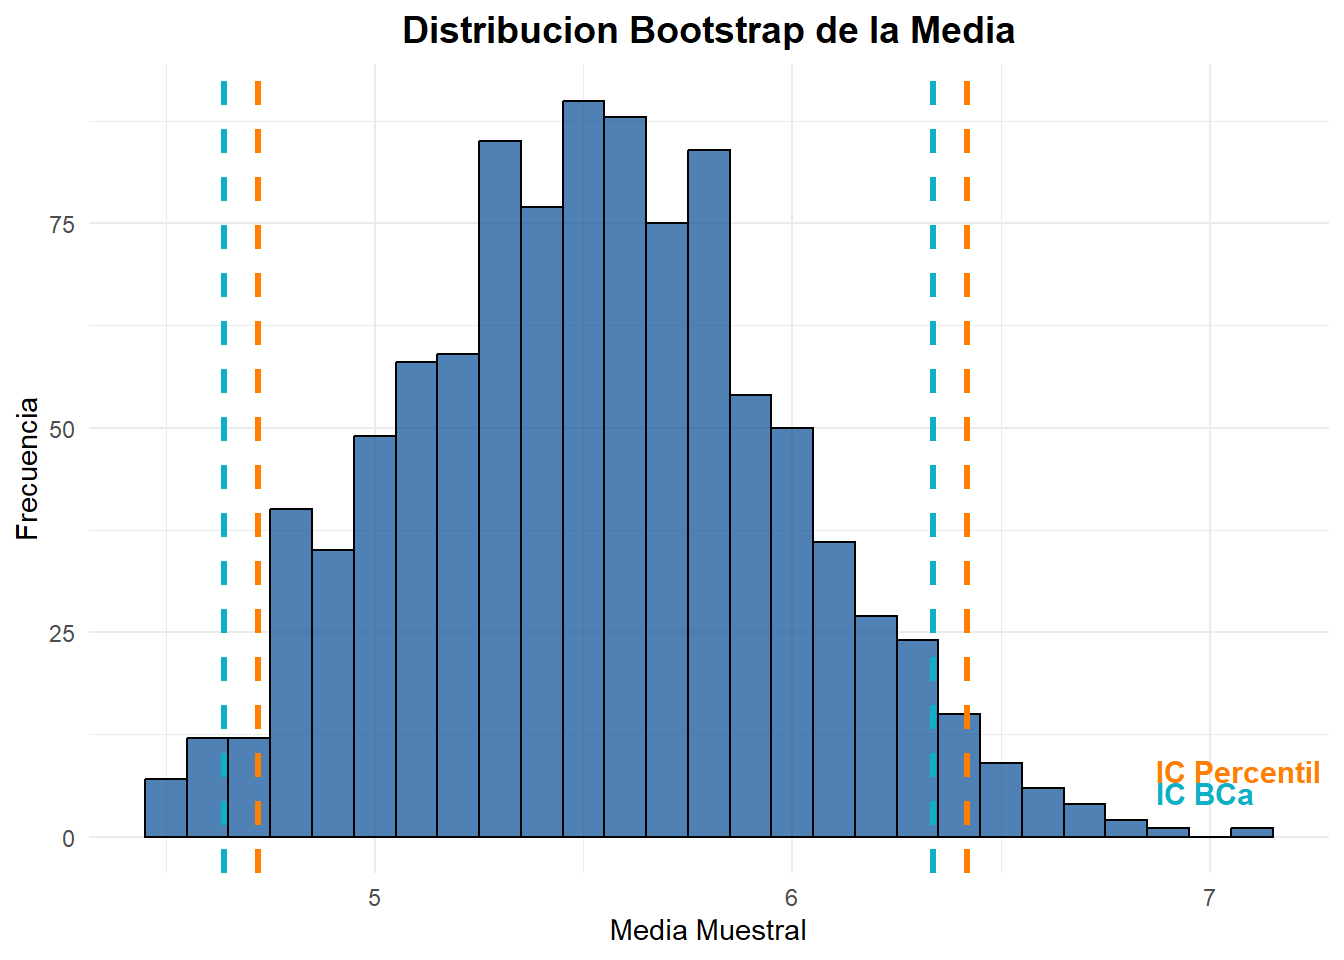 Distribucion Bootstrap de la Media
Frecuencia
75
50
25
0
IC Percentil
IC BCa
5
6
7
Media Muestral